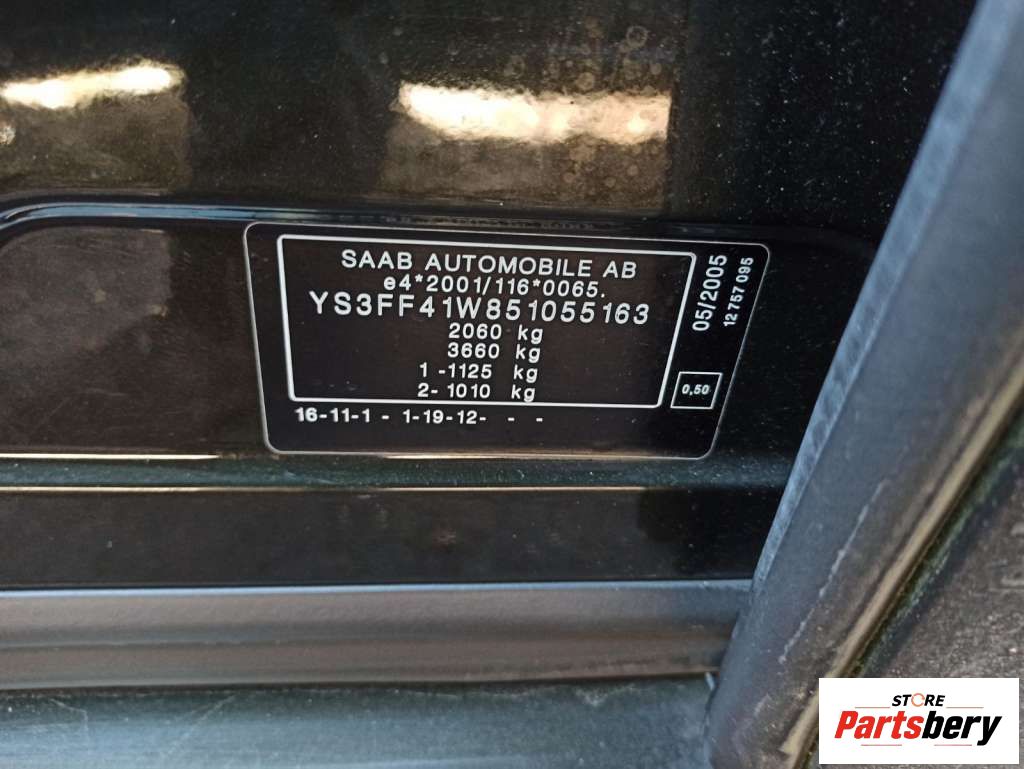 SAAB AUTOMOBILE AB
e4*2001/116*0065.
YS3FF41W851055163
2060 kg
3660 kg
1 -1125 kg
2- 1010 kg
16-11-1 - 1-19-12- - -
05/2005
12 757 095
0,50
STORE
Partsbery